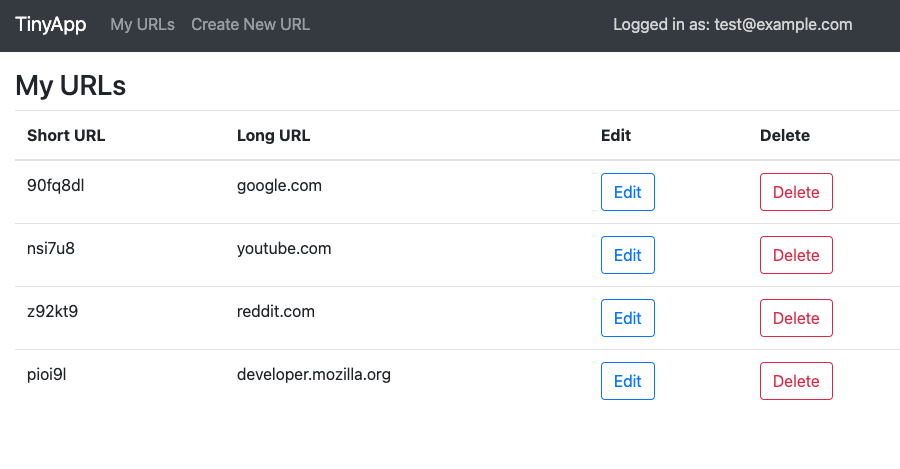 TinyApp My URLs Create New URL Logged in as: test@example.com
My URLs
Short URL Long URL Edit Delete
90fq8dl google.com Edit Delete
nsi7u8 youtube.com Edit Delete
z92kt9 reddit.com Edit Delete
pioi9l developer.mozilla.org Edit Delete